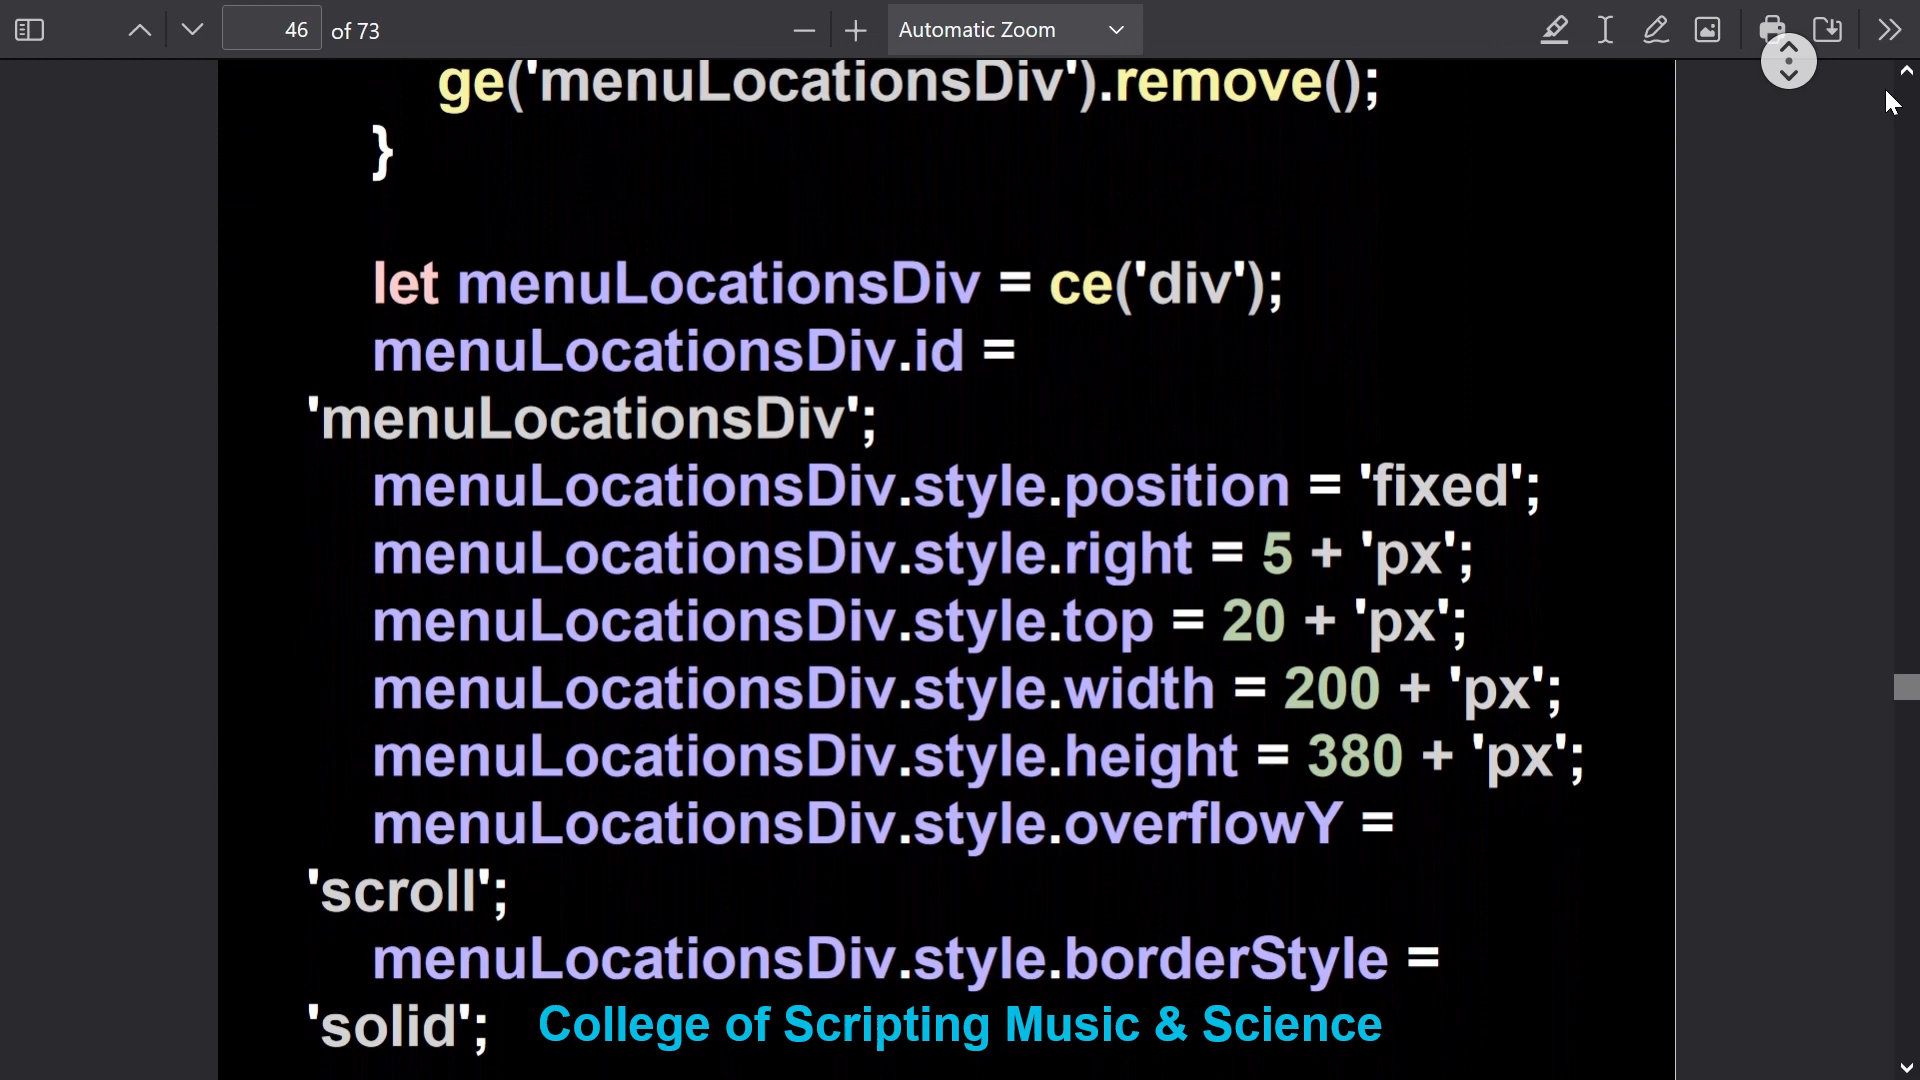 46 of 73
Automatic Zoom
ge('menuLocationsDiv').remove();
}
let menuLocationsDiv = ce('div');
menuLocationsDiv.id =
'menuLocationsDiv';
menuLocationsDiv.style.position = 'fixed';
menuLocationsDiv.style.right = 5 + 'px';
menuLocationsDiv.style.top = 20 + 'px';
menuLocationsDiv.style.width = 200 + 'px';
menuLocationsDiv.style.height = 380 + 'px';
menuLocationsDiv.style.overflowY =
'scroll';
menuLocationsDiv.style.borderStyle =
'solid'; College of Scripting Music & Science